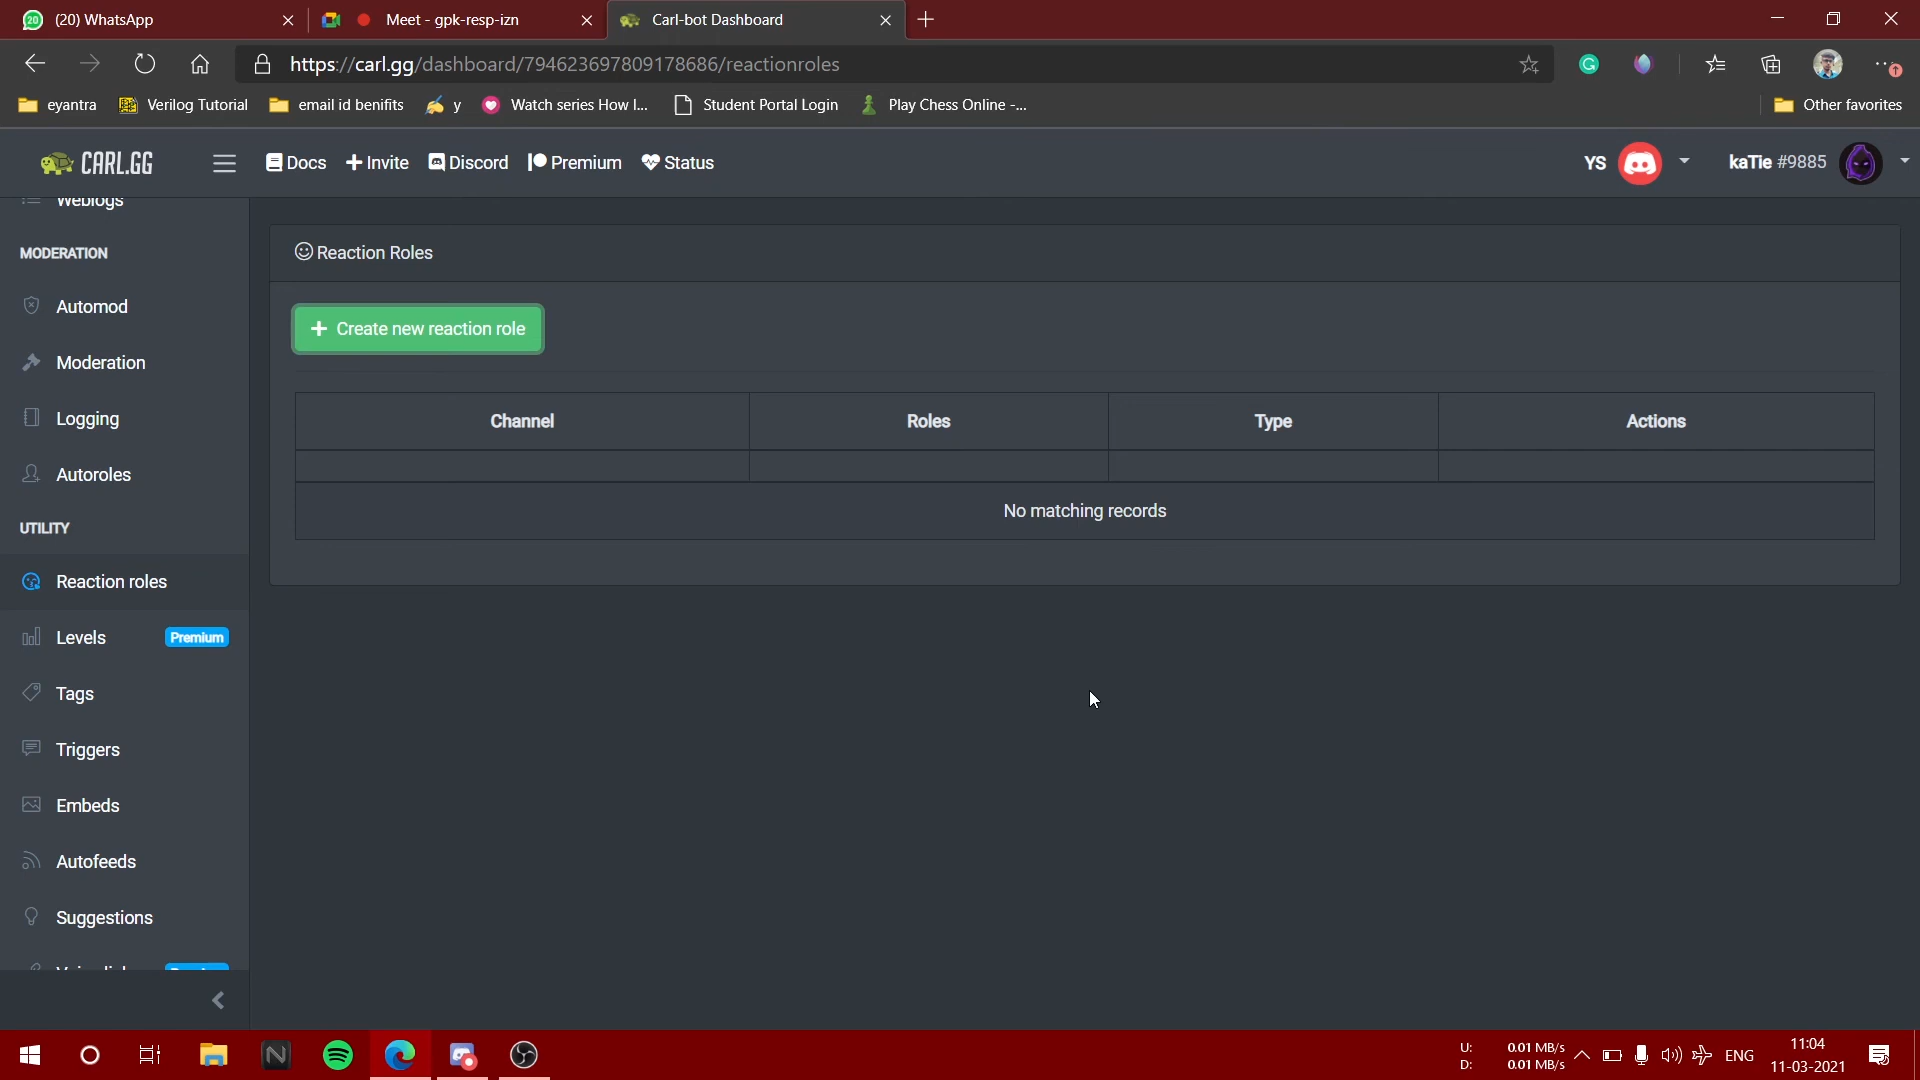 (20) WhatsApp
Meet - gpk-resp-izn
Carl-bot Dashboard
https://carl.gg/dashboard/794623697809178686/reactionroles
eyantra
Verilog Tutorial
email id benifits
y
Watch series How I...
Student Portal Login
Play Chess Online -...
Other favorites
CARL.GG
Docs
Invite
Discord
Premium
Status
YS
kaTie #9885
Weblogs
MODERATION
Automod
Moderation
Logging
Autoroles
UTILITY
Reaction roles
Levels Premium
Tags
Triggers
Embeds
Autofeeds
Suggestions
Reaction Roles
+ Create new reaction role
Channel Roles Type Actions
No matching records
U: 0.01 MB/s
D: 0.01 MB/s
ENG
11:04
11-03-2021